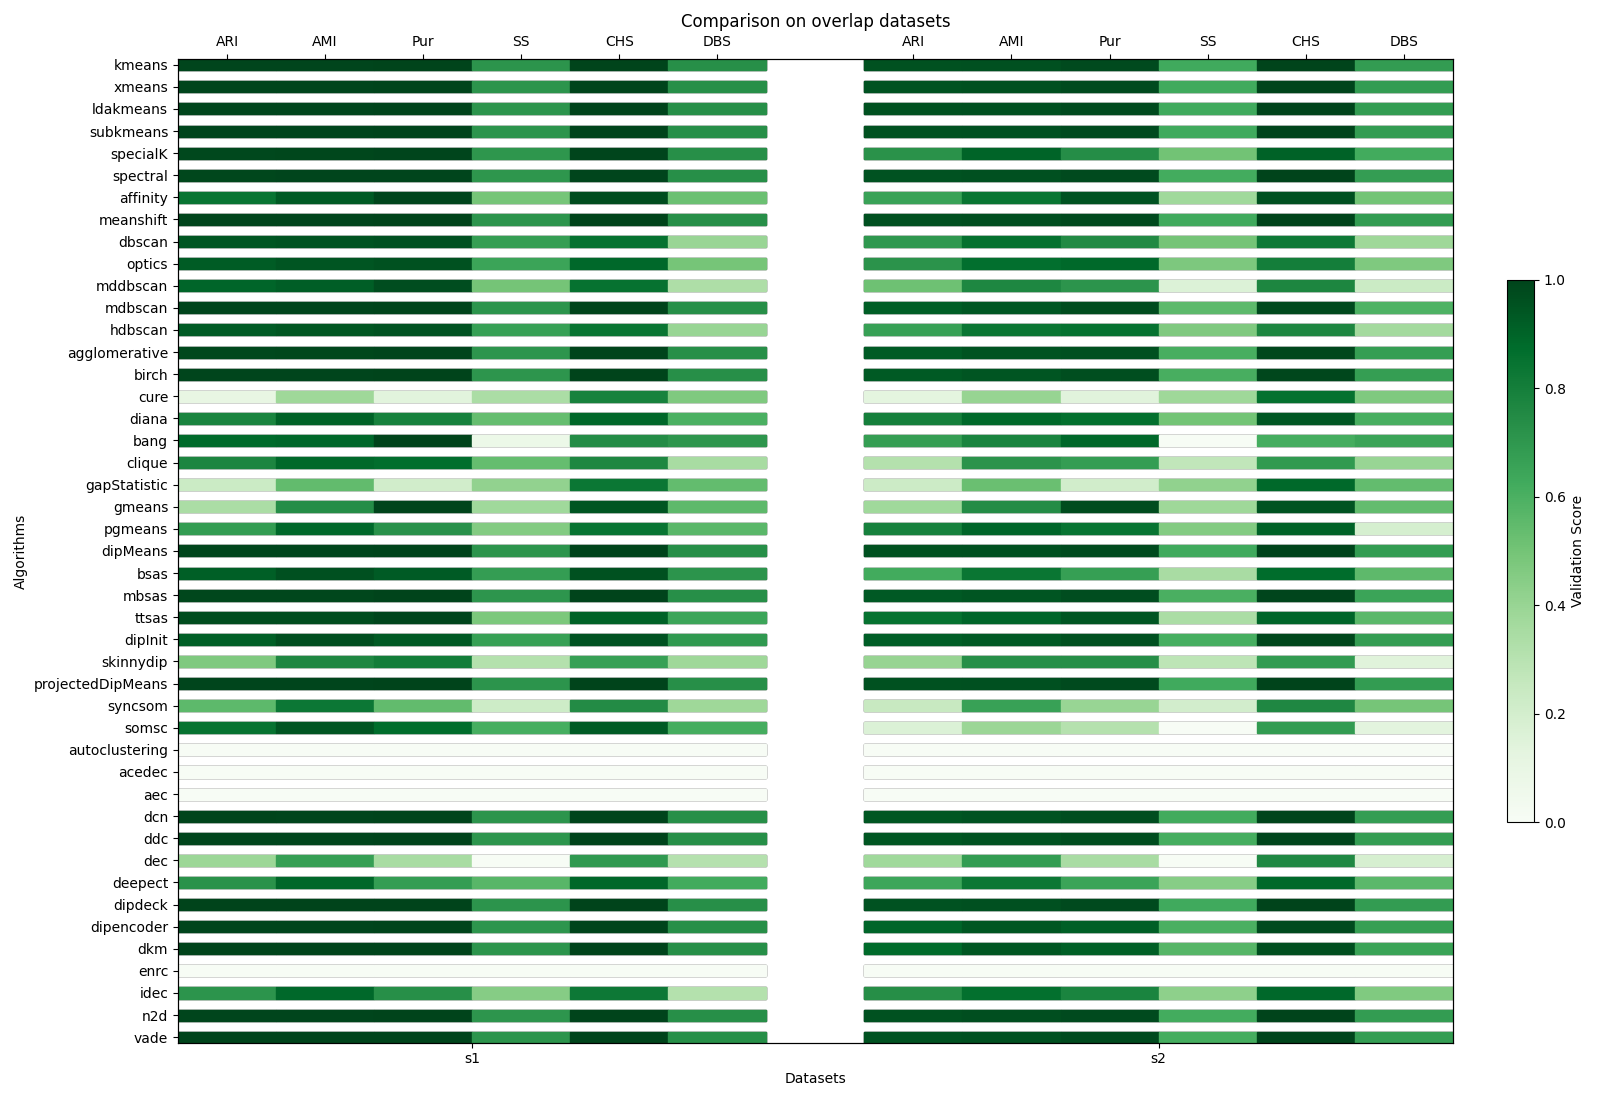 Comparison on overlap datasets
ARI AMI Pur SS CHS DBS ARI AMI Pur SS CHS DBS
kmeans
xmeans
ldakmeans
subkmeans
specialK
spectral
affinity
meanshift
dbscan
optics
mddbscan
mdbscan
hdbscan
agglomerative
birch
cure
diana
bang
clique
gapStatistic
gmeans
pgmeans
dipMeans
bsas
mbsas
ttsas
dipInit
skinnydip
projectedDipMeans
syncsom
somsc
autoclustering
acedec
aec
dcn
ddc
dec
deepect
dipdeck
dipencoder
dkm
enrc
idec
n2d
vade
Algorithms
s1 s2
Datasets
1.0
0.8
0.6
0.4
0.2
0.0
Validation Score